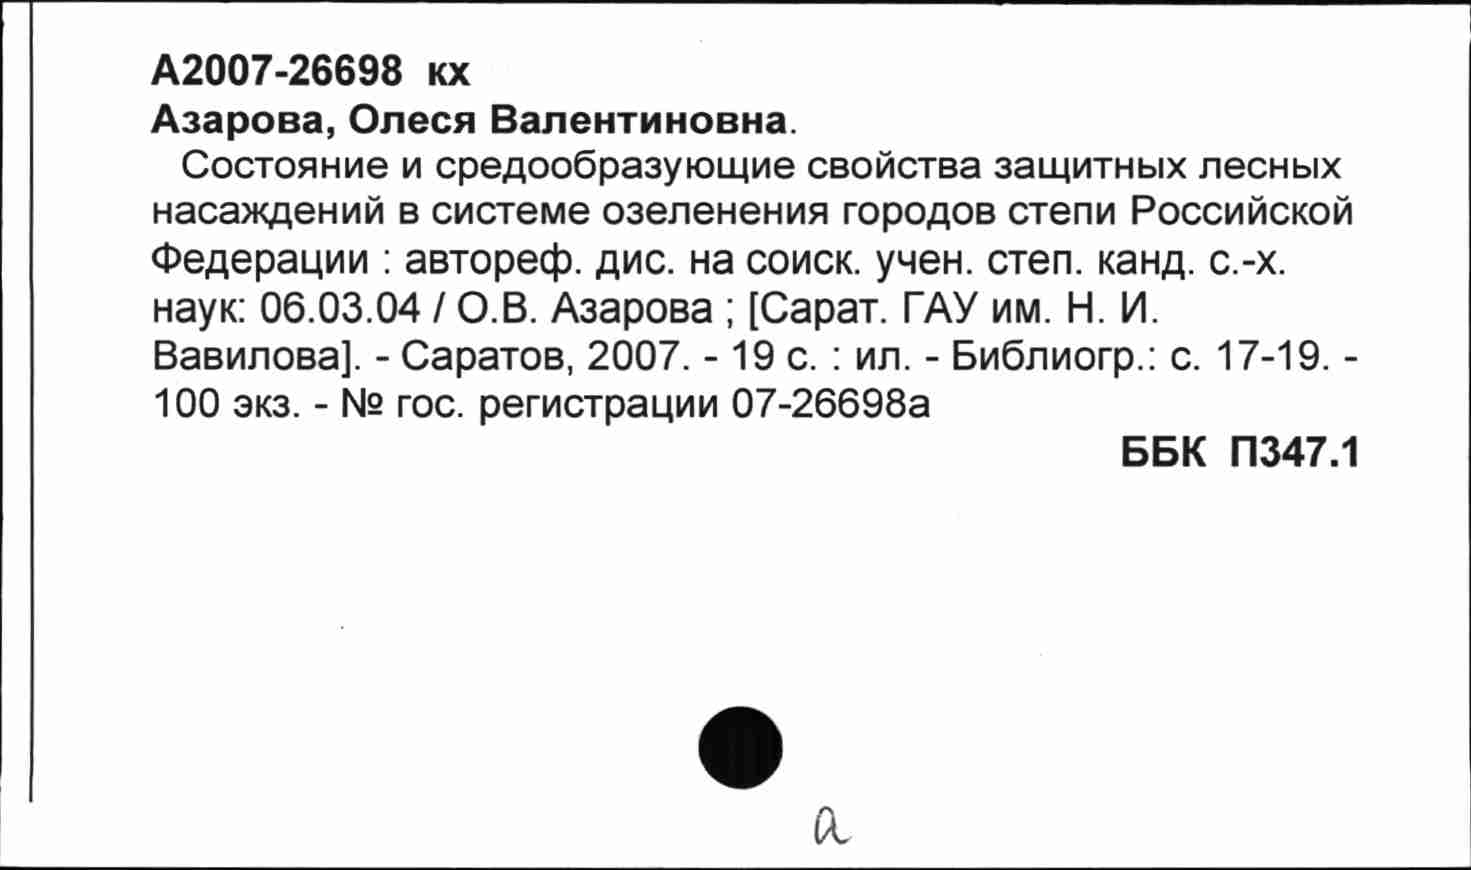 А2007-26698 кх
Азарова, Олеся Валентиновна.
Состояние и средообразующие свойства защитных лесных
насаждений в системе озеленения городов степи Российской
Федерации : автореф. дис. на соиск. учен. степ. канд. с.-х.
наук: 06.03.04 / О.В. Азарова ; [Сарат. ГАУ им. Н. И.
Вавилова]. - Саратов, 2007. - 19 с. : ил. - Библиогр.: с. 17-19. -
100 экз. - № гос. регистрации 07-26698а
ББК П347.1
а